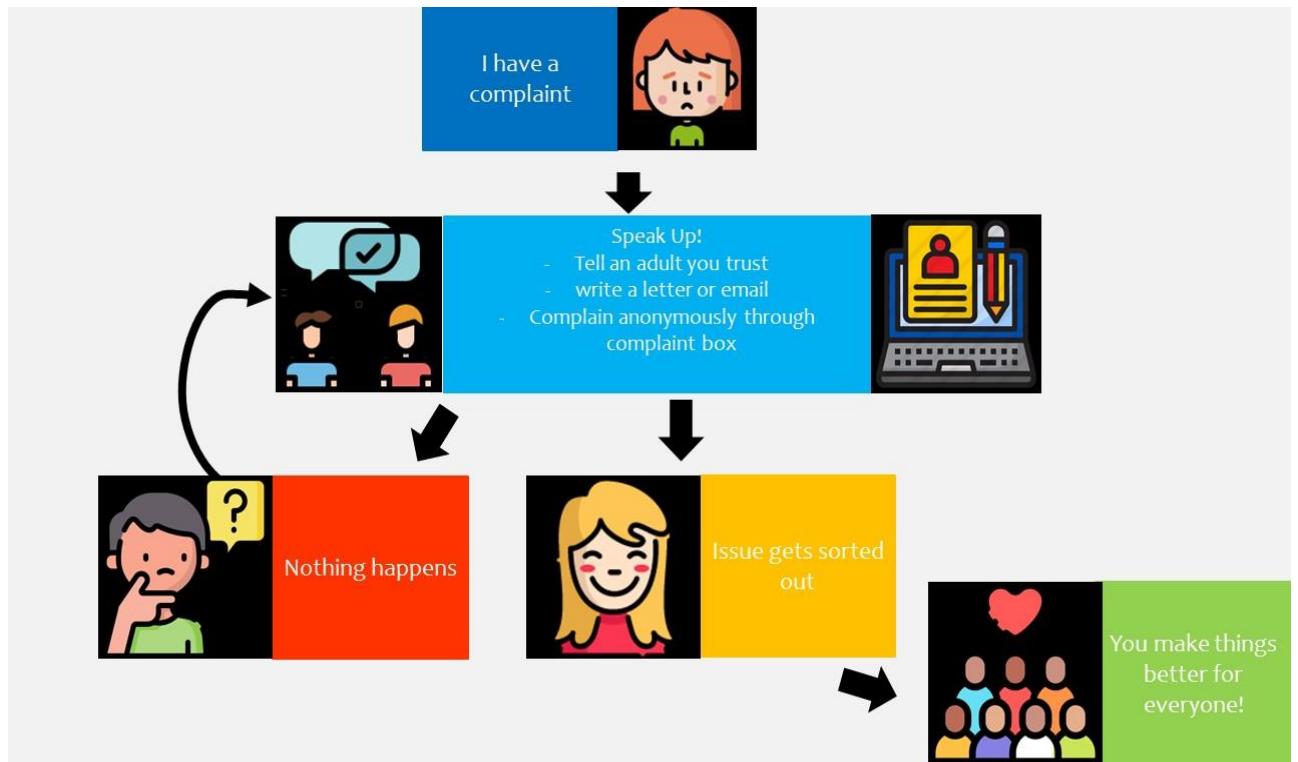 I have a
complaint
Speak Up!
- Tell an adult you trust
- write a letter or email
- Complain anonymously through
complaint box
?
Nothing happens
Issue gets sorted
out
You make things
better for
everyone!